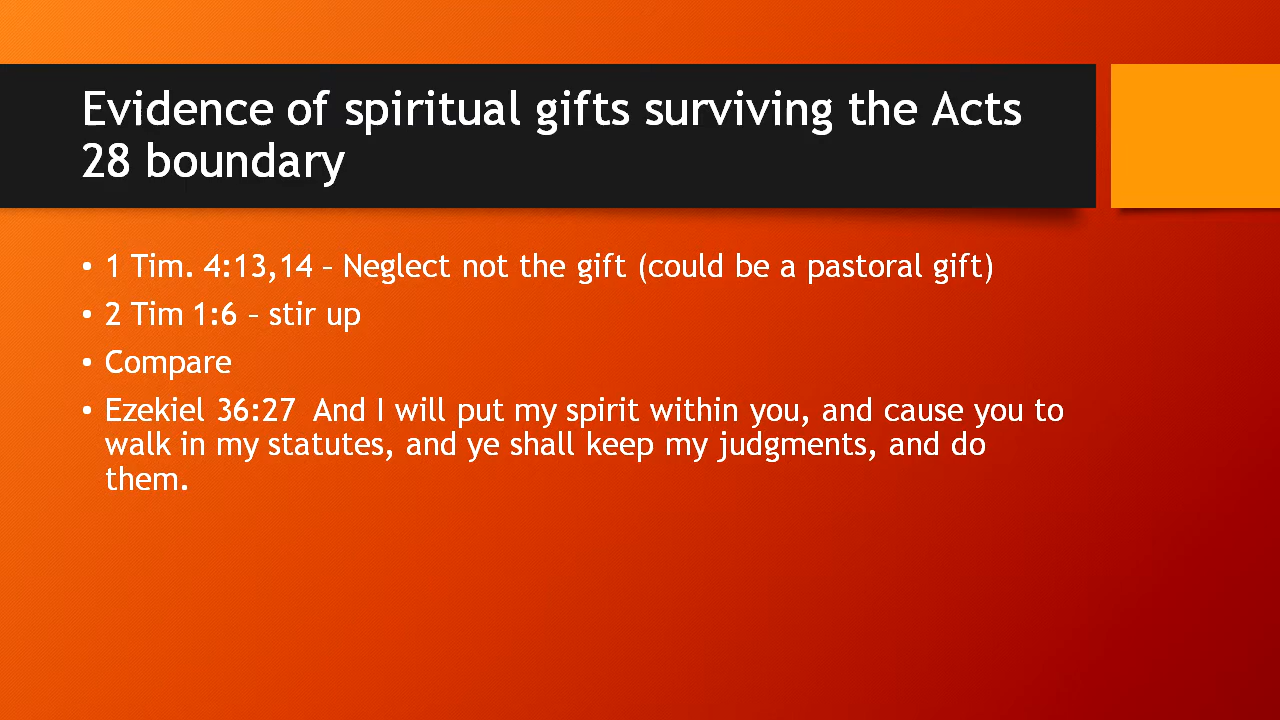 Evidence of spiritual gifts surviving the Acts
28 boundary
• 1 Tim. 4:13,14 – Neglect not the gift (could be a pastoral gift)
• 2 Tim 1:6 – stir up
• Compare
• Ezekiel 36:27  And I will put my spirit within you, and cause you to
walk in my statutes, and ye shall keep my judgments, and do
them.